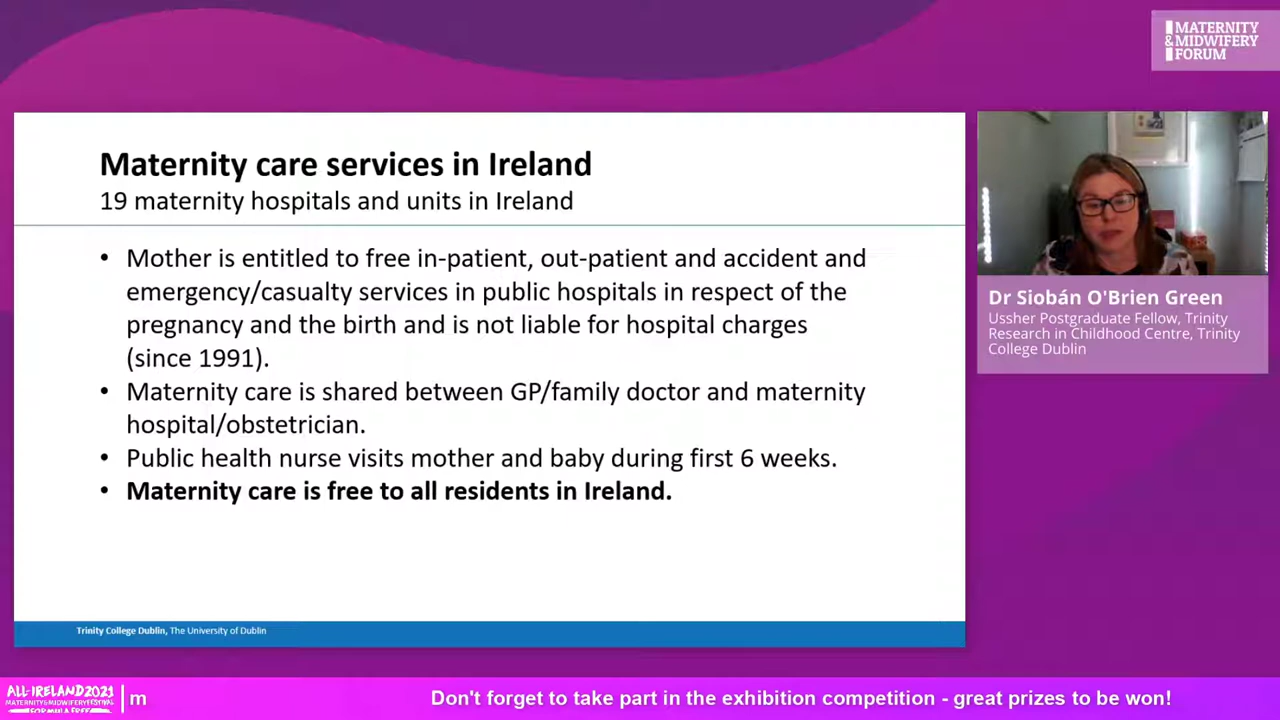 MATERNITY
&MIDWIFERY
FORUM
Maternity care services in Ireland
19 maternity hospitals and units in Ireland
• Mother is entitled to free in-patient, out-patient and accident and
emergency/casualty services in public hospitals in respect of the
pregnancy and the birth and is not liable for hospital charges
(since 1991).
• Maternity care is shared between GP/family doctor and maternity
hospital/obstetrician.
• Public health nurse visits mother and baby during first 6 weeks.
• Maternity care is free to all residents in Ireland.
Trinity College Dublin, The University of Dublin
Dr Siobán O'Brien Green
Ussher Postgraduate Fellow, Trinity
Research in Childhood Centre, Trinity
College Dublin
ALL-IRELAND2021
MATERNITY&MIDWIFERYFESTIVAL
FORMULA FREE
m
Don't forget to take part in the exhibition competition - great prizes to be won!